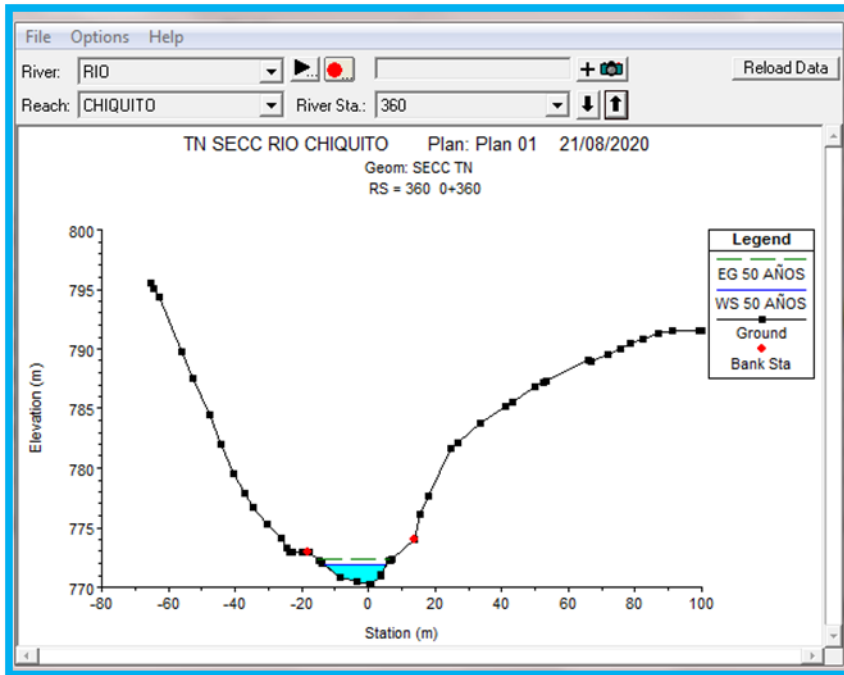 File Options Help
River: RIO Reload Data
Reach: CHIQUITO River Sta.: 360
TN SECC RIO CHIQUITO Plan: Plan 01 21/08/2020
Geom: SECC TN
RS = 360 0+360
Elevation (m)
800
795
790
785
780
775
770
-80 -60 -40 -20 0 20 40 60 80 100
Station (m)
Legend
EG 50 AÑOS
WS 50 AÑOS
Ground
Bank Sta